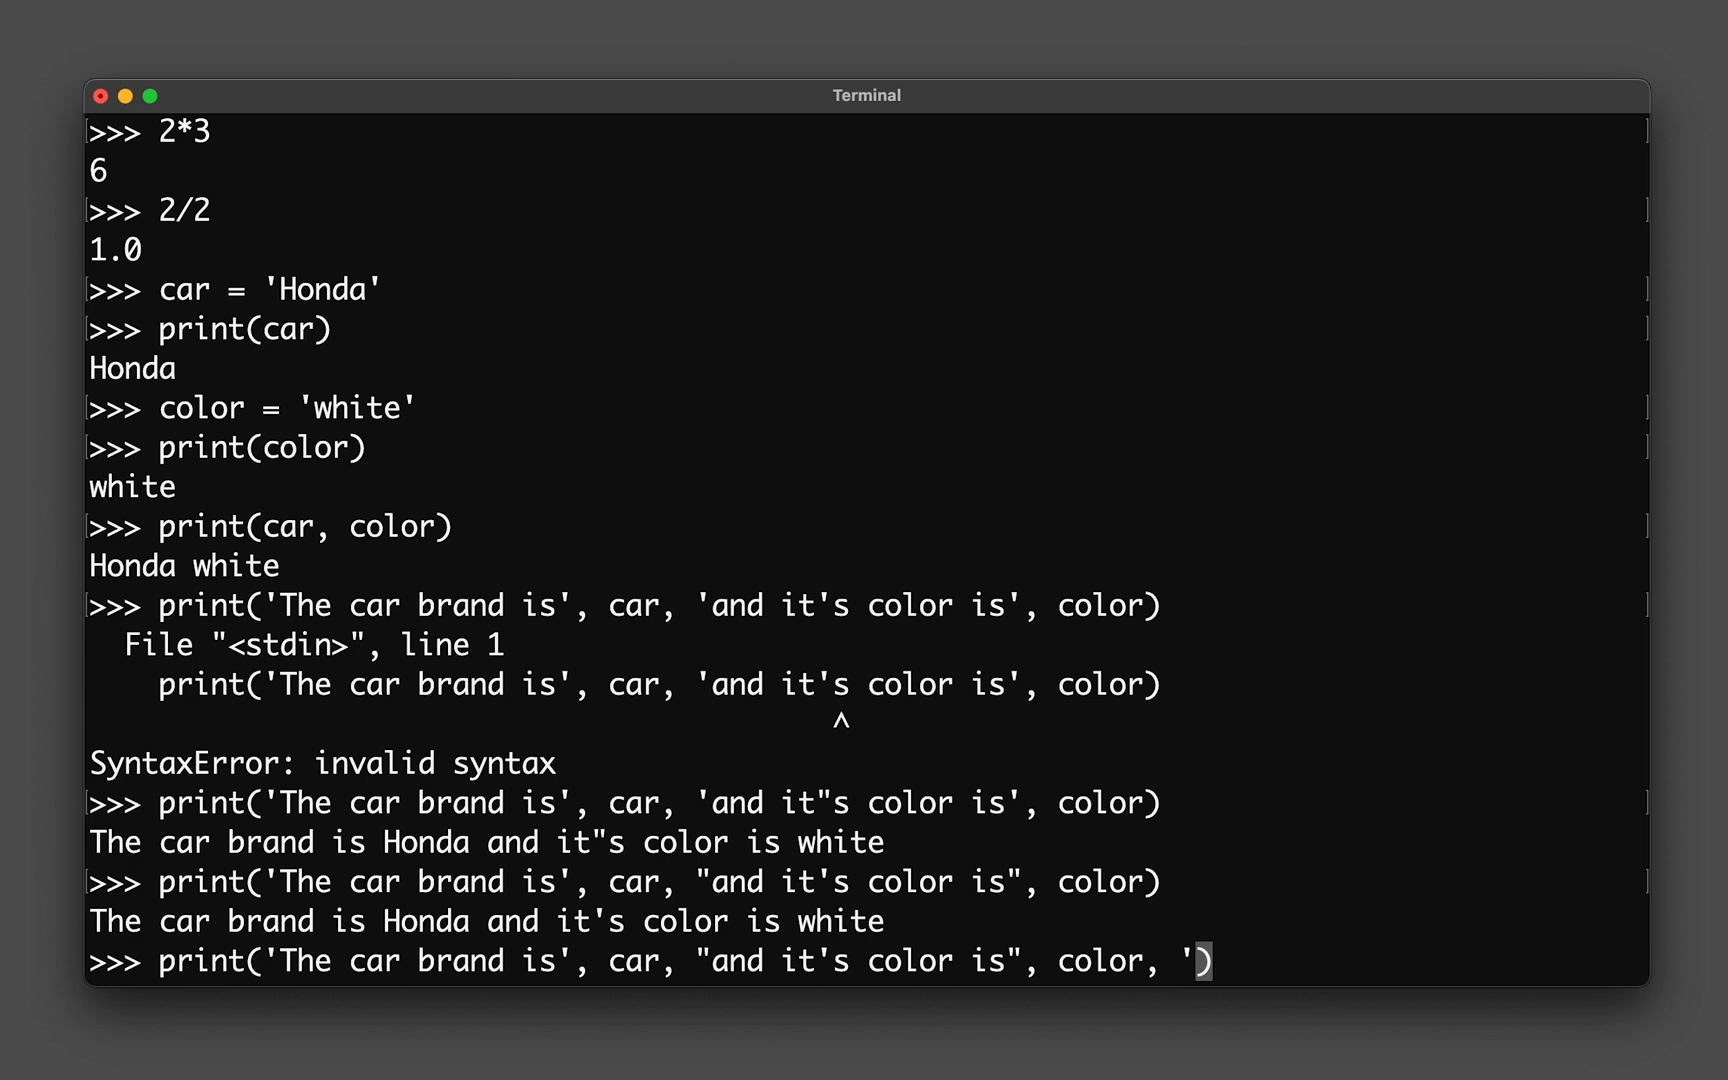 Terminal
>>> 2*3
6
>>> 2/2
1.0
>>> car = 'Honda'
>>> print(car)
Honda
>>> color = 'white'
>>> print(color)
white
>>> print(car, color)
Honda white
>>> print('The car brand is', car, 'and it's color is', color)
  File "<stdin>", line 1
    print('The car brand is', car, 'and it's color is', color)
                                           ^
SyntaxError: invalid syntax
>>> print('The car brand is', car, 'and it"s color is', color)
The car brand is Honda and it"s color is white
>>> print('The car brand is', car, "and it's color is", color)
The car brand is Honda and it's color is white
>>> print('The car brand is', car, "and it's color is", color, ')